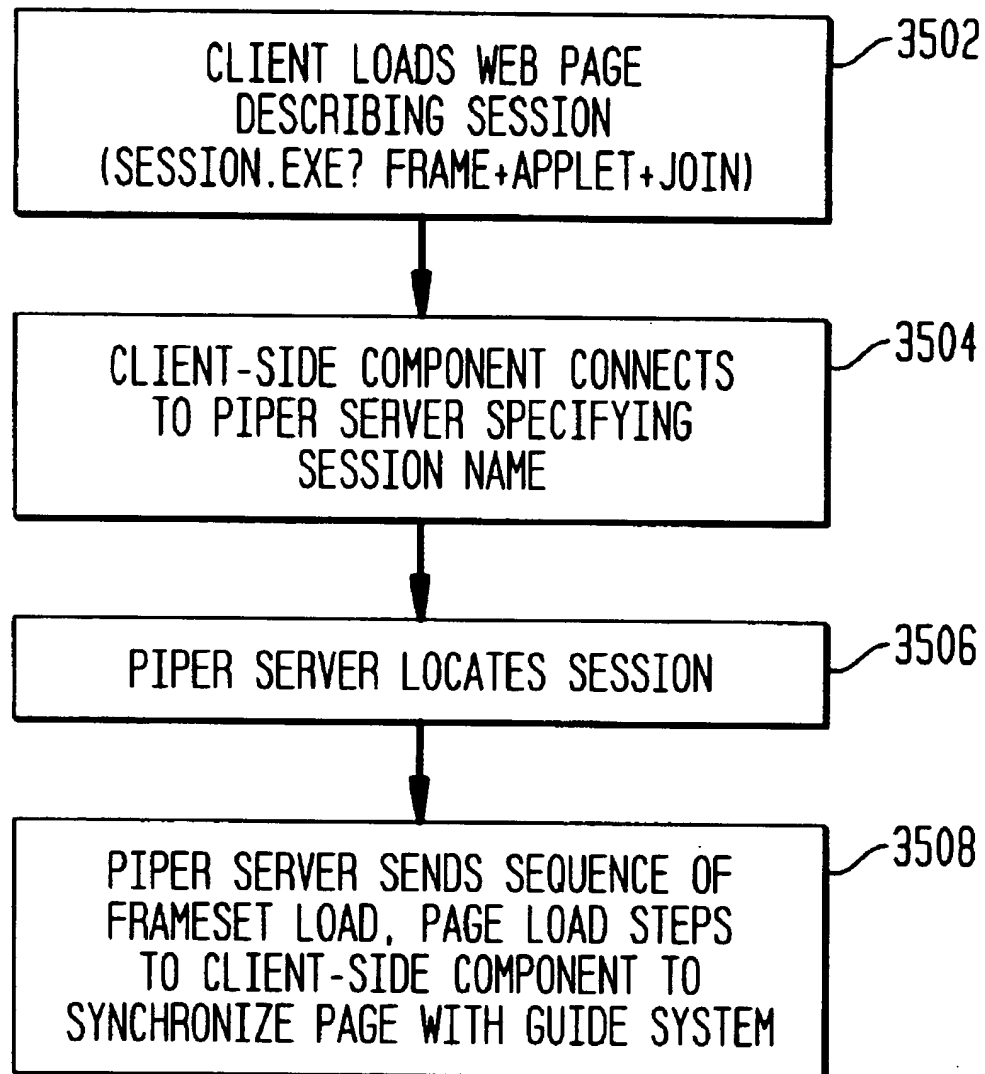 CLIENT LOADS WEB PAGE
DESCRIBING SESSION
(SESSION.EXE? FRAME+APPLET+JOIN)
3502
CLIENT-SIDE COMPONENT CONNECTS
TO PIPER SERVER SPECIFYING
SESSION NAME
3504
PIPER SERVER LOCATES SESSION
3506
PIPER SERVER SENDS SEQUENCE OF
FRAMESET LOAD, PAGE LOAD STEPS
TO CLIENT-SIDE COMPONENT TO
SYNCHRONIZE PAGE WITH GUIDE SYSTEM
3508